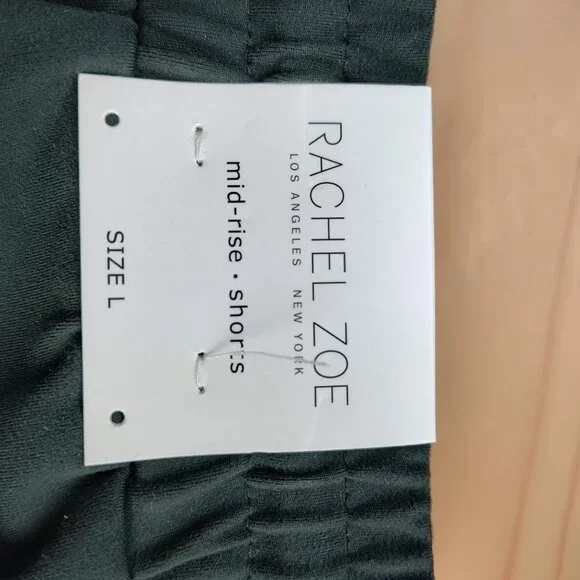 RACHEL ZOE
LOS ANGELES NEW YORK
mid-rise • shorts
SIZE L